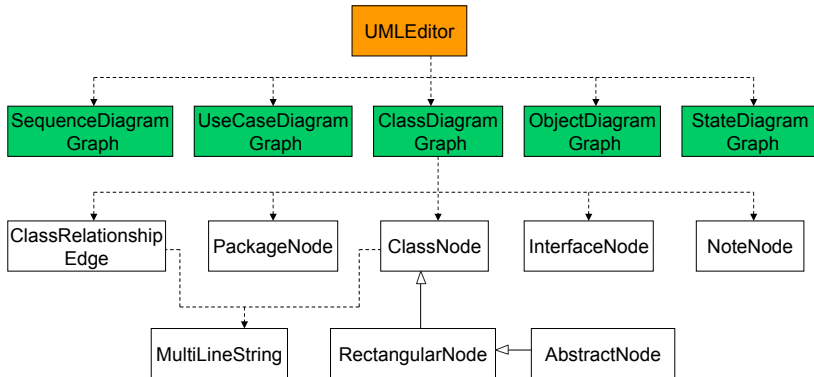 UMLEditor
SequenceDiagram
Graph
UseCaseDiagram
Graph
ClassDiagram
Graph
ObjectDiagram
Graph
StateDiagram
Graph
ClassRelationship
Edge
PackageNode
ClassNode
InterfaceNode
NoteNode
MultiLineString
RectangularNode
AbstractNode